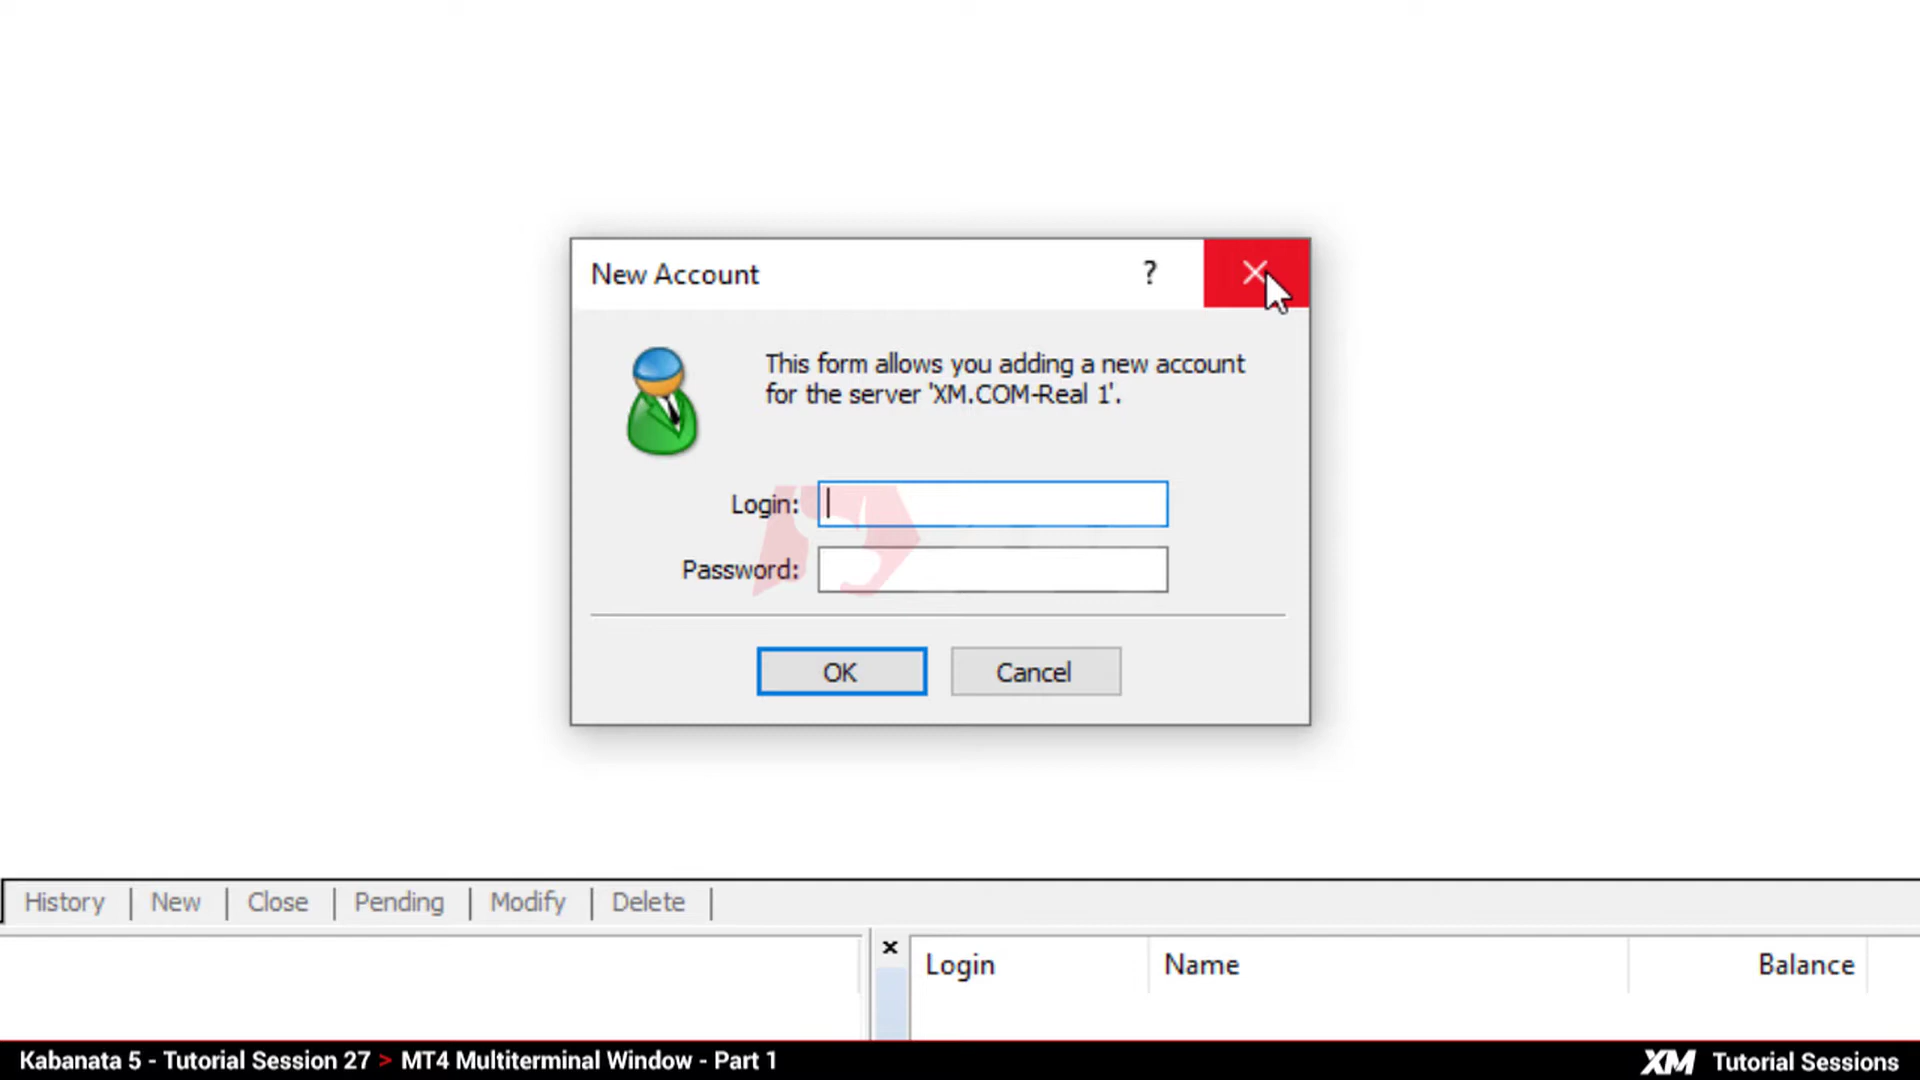 New Account ?
This form allows you adding a new account
for the server 'XM.COM-Real 1'.
Login:
Password:
OK Cancel
History New Close Pending Modify Delete
Login Name Balance
Kabanata 5 - Tutorial Session 27 > MT4 Multiterminal Window - Part 1 XM Tutorial Sessions